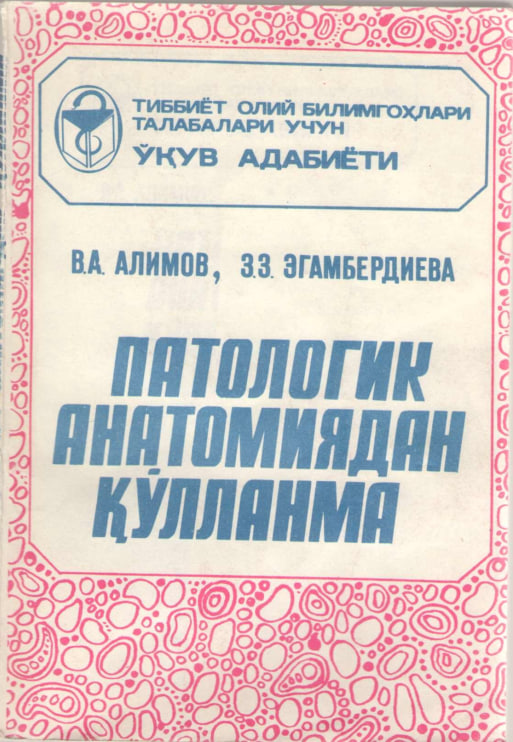 ТИББИЁТ ОЛИЙ БИЛИМГОҲЛАРИ
ТАЛАБАЛАРИ УЧУН
ЎҚУВ АДАБИЁТИ
В.А. АЛИМОВ, З.З. ЭГАМБЕРДИЕВА
ПАТОЛОГИК
АНАТОМИЯДАН
ҚЎЛЛАНМА